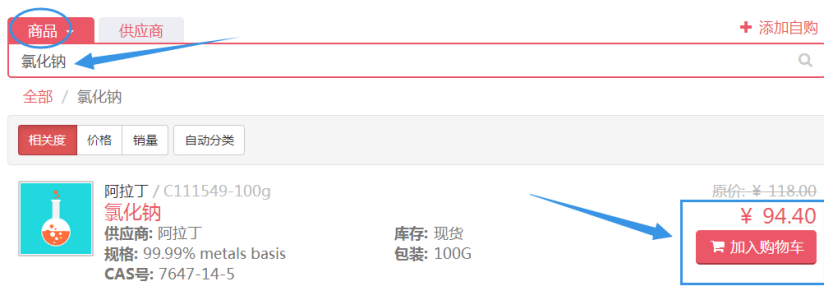 商品 供应商 添加自购
氯化钠
全部 / 氯化钠
相关度 价格 销量 自动分类
阿拉丁 / C111549-100g 原价: ¥ 118.00
氯化钠 ¥ 94.40
供应商: 阿拉丁 库存: 现货 加入购物车
规格: 99.99% metals basis 包装: 100G
CAS号: 7647-14-5